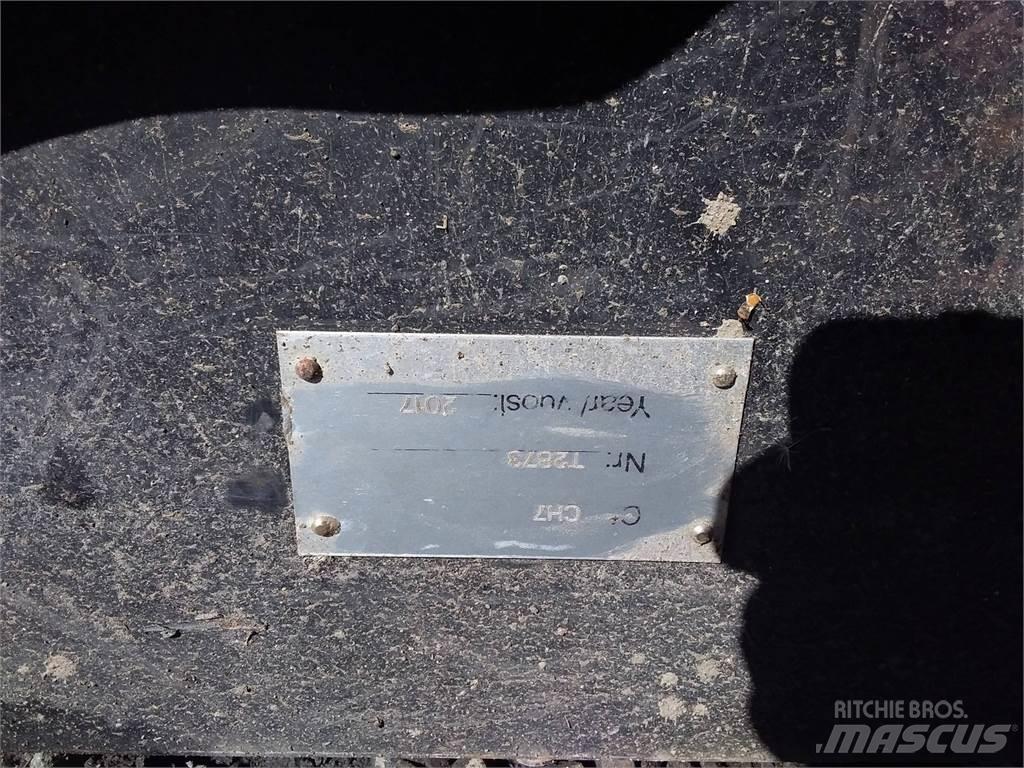 CH7
Nr: T2873
Year/ vuosi: 2017
RITCHIE BROS.
MASCUS